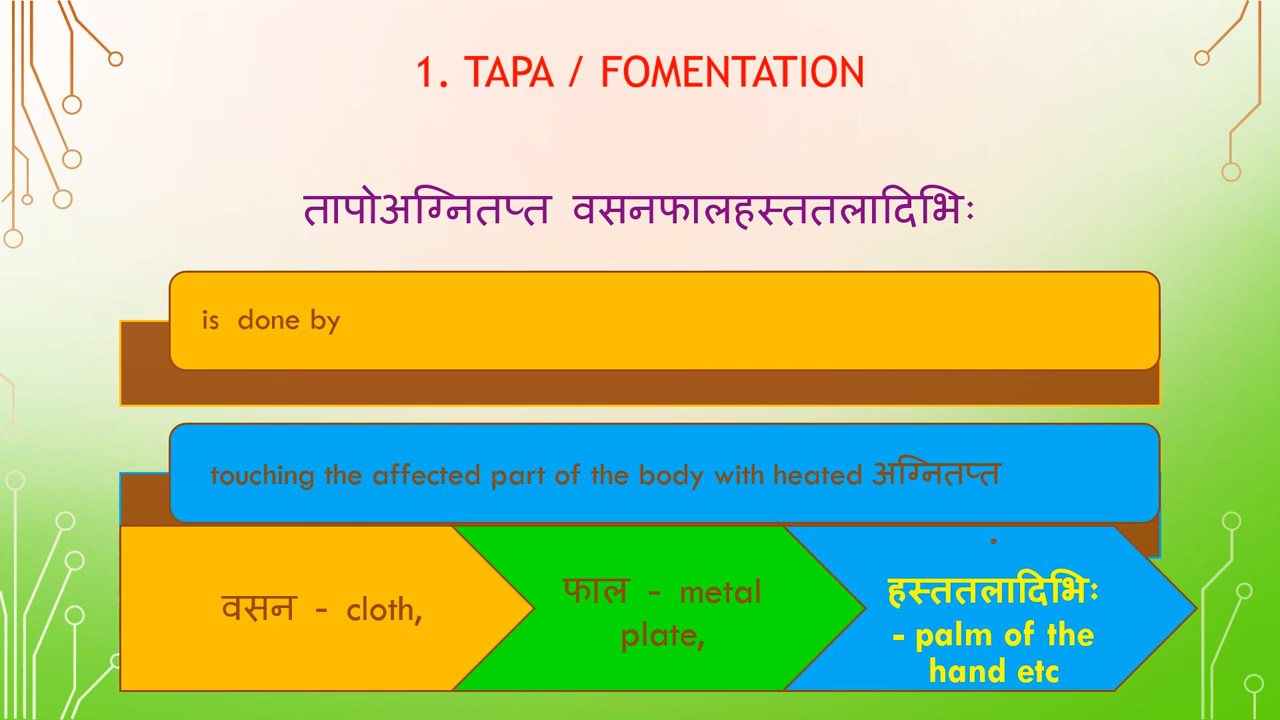 1. TAPA / FOMENTATION
तापोअग्नितप्त वसनफालहस्ततलादिभिः
is done by
touching the affected part of the body with heated अग्नितप्त
.
वसन - cloth,
फाल - metal
plate,
हस्ततलादिभिः
- palm of the
hand etc